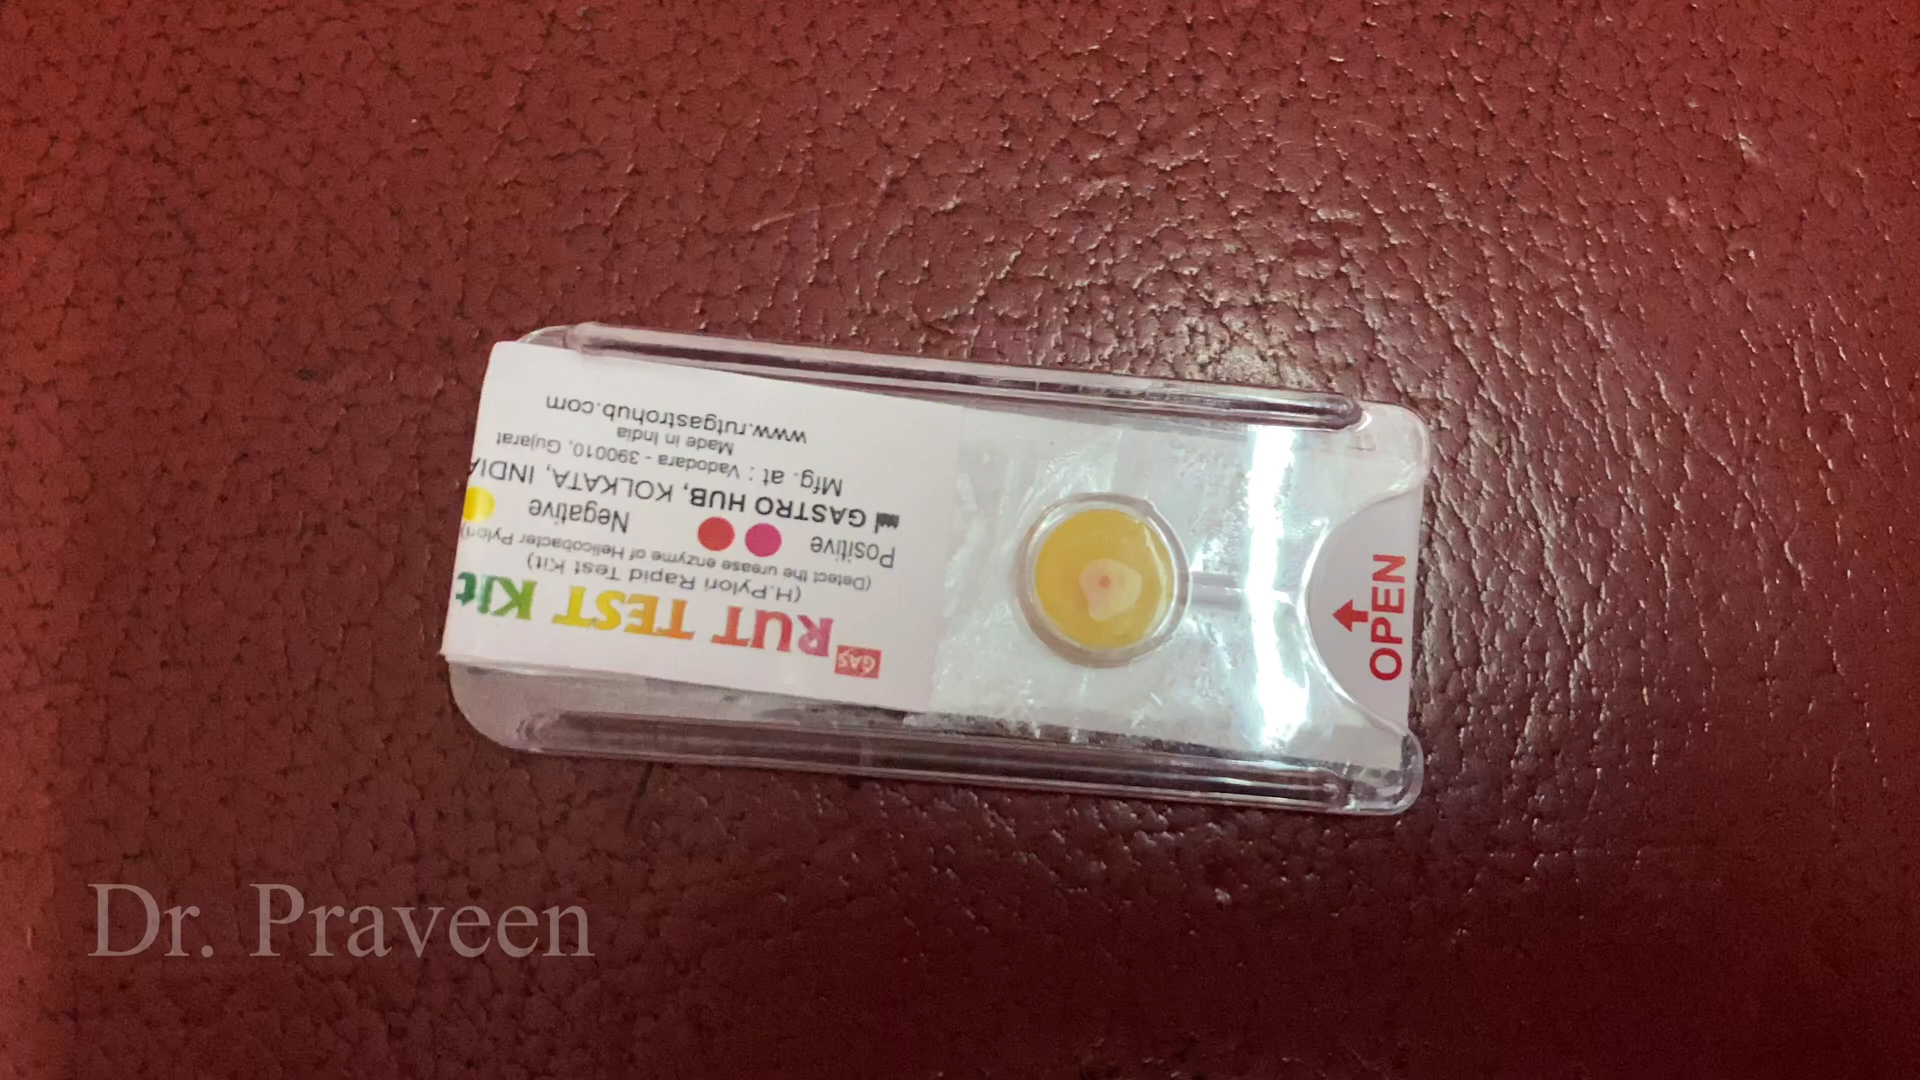 GAS RUT TEST Kit
(H.Pylori Rapid Test Kit)
(Detect the urease enzyme of Helicobacter Pylori)
Positive Negative
GASTRO HUB, KOLKATA, INDIA
Mfg. at : Vadodara - 390010, Gujarat
Made in India
www.rutgastrohub.com
OPEN
Dr. Praveen